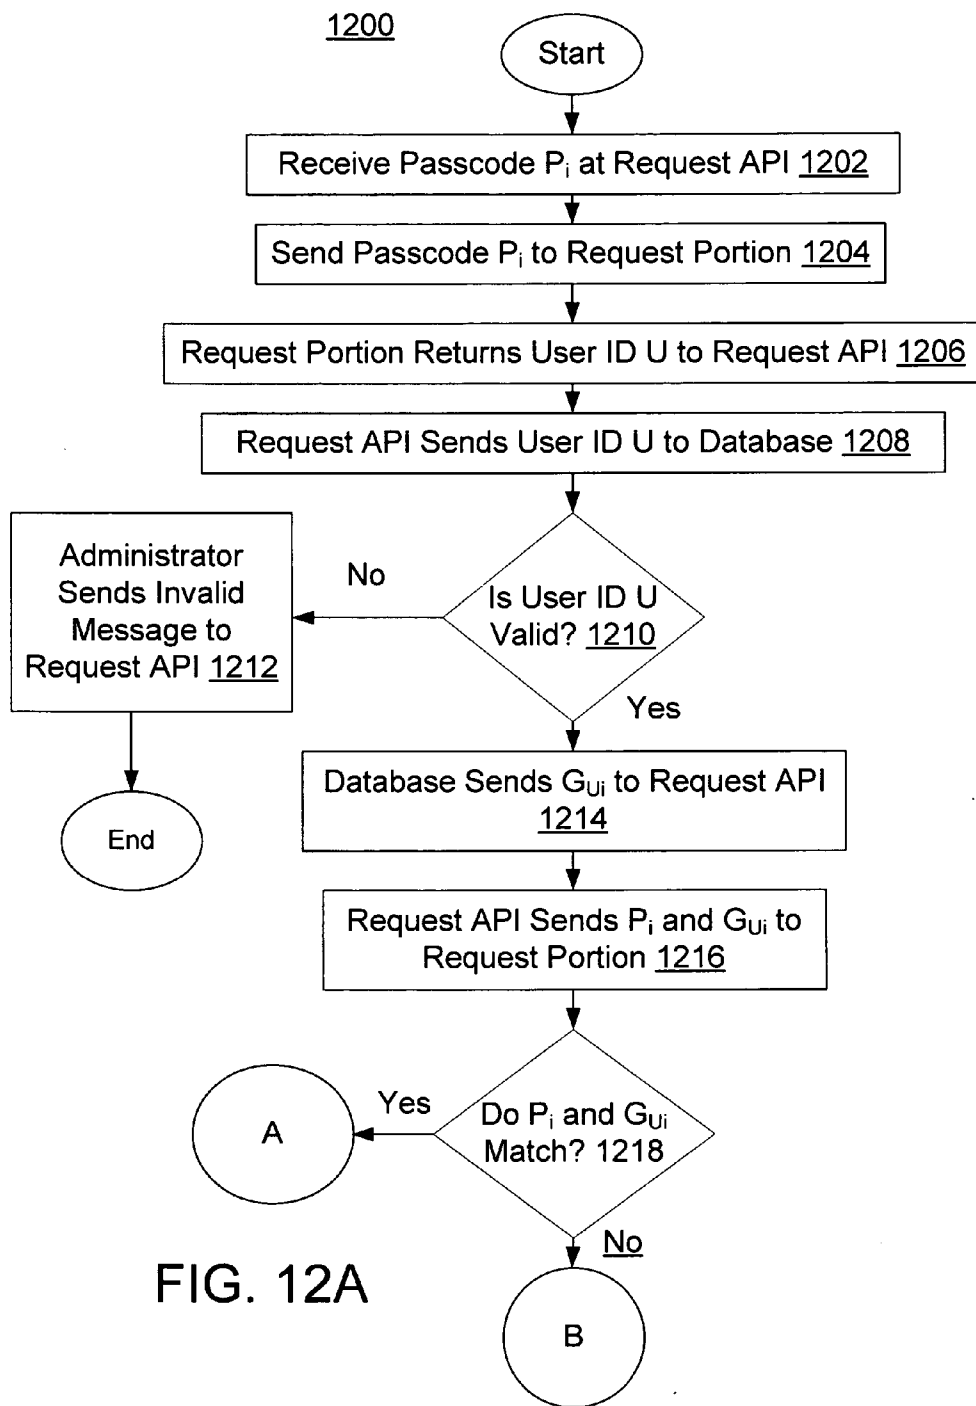 1200
Start
Receive Passcode Pᵢ at Request API 1202
Send Passcode Pᵢ to Request Portion 1204
Request Portion Returns User ID U to Request API 1206
Request API Sends User ID U to Database 1208
Administrator
Sends Invalid
Message to
Request API 1212
No
Is User ID U
Valid? 1210
Yes
End
Database Sends G_Ui to Request API
1214
Request API Sends Pᵢ and G_Ui to
Request Portion 1216
A
Yes
Do Pᵢ and G_Ui
Match? 1218
No
FIG. 12A
B